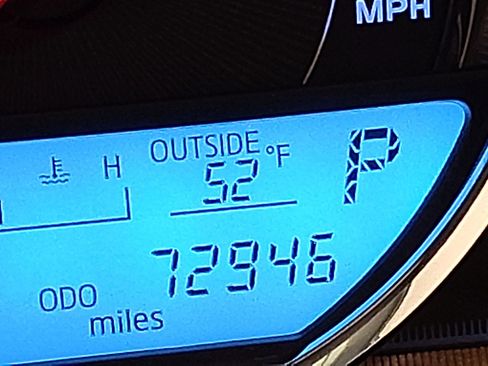 MPH
OUTSIDE °F
H
52
P
72946
ODO
miles